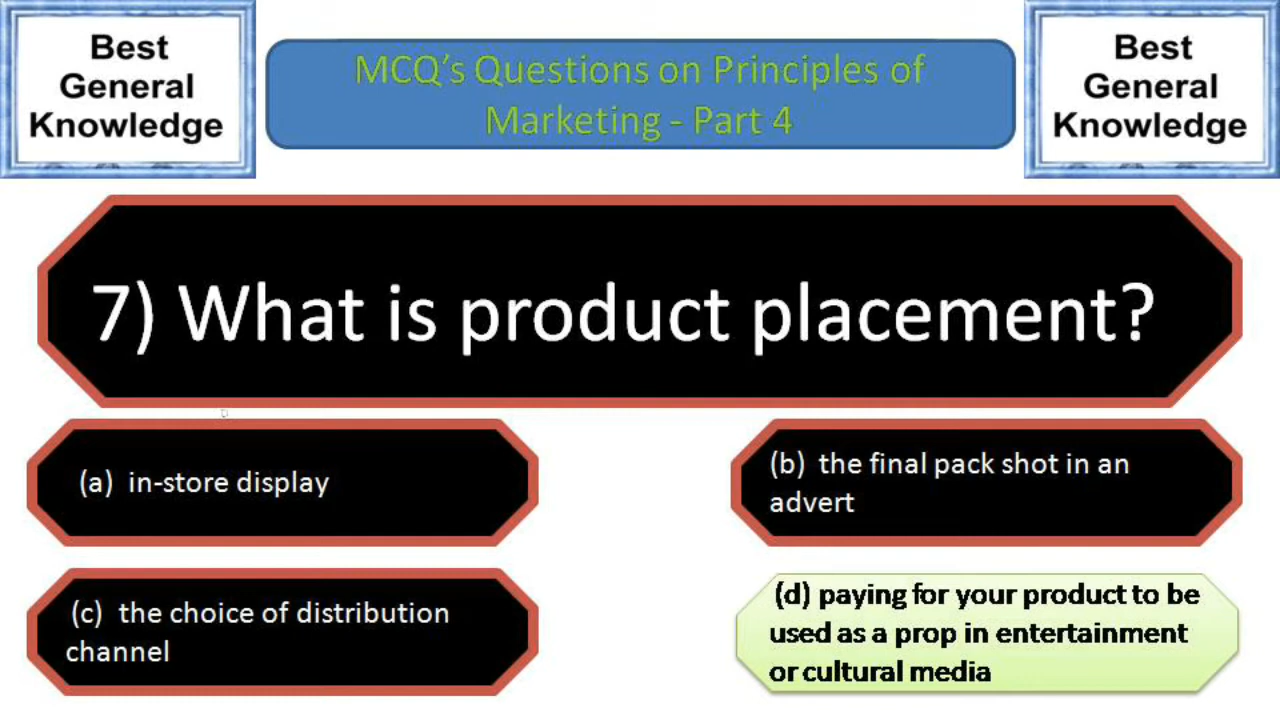 Best
General
Knowledge
MCQ's Questions on Principles of
Marketing - Part 4
Best
General
Knowledge
7) What is product placement?
(a) in-store display
(b) the final pack shot in an
advert
(c) the choice of distribution
channel
(d) paying for your product to be
used as a prop in entertainment
or cultural media